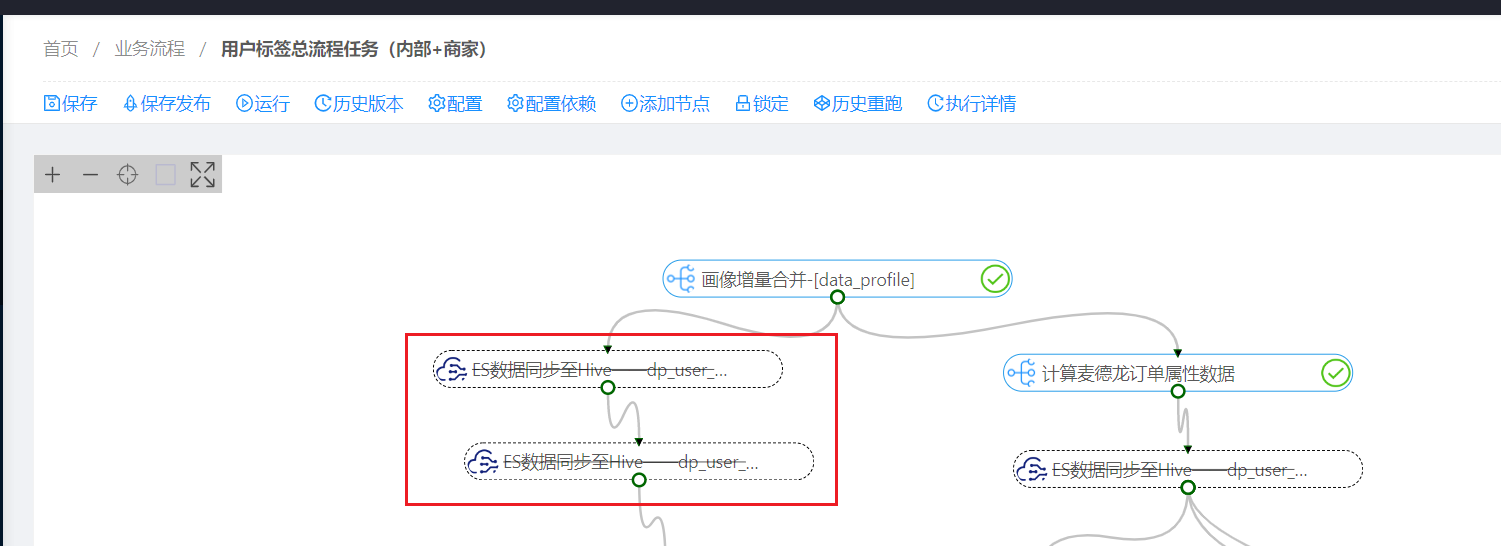 首页 / 业务流程 / 用户标签总流程任务（内部+商家）
保存 保存发布 运行 历史版本 配置 配置依赖 添加节点 锁定 历史重跑 执行详情
画像增量合并-[data_profile]
ES数据同步至Hive——dp_user_...
计算麦德龙订单属性数据
ES数据同步至Hive——dp_user_...
ES数据同步至Hive——dp_user_...